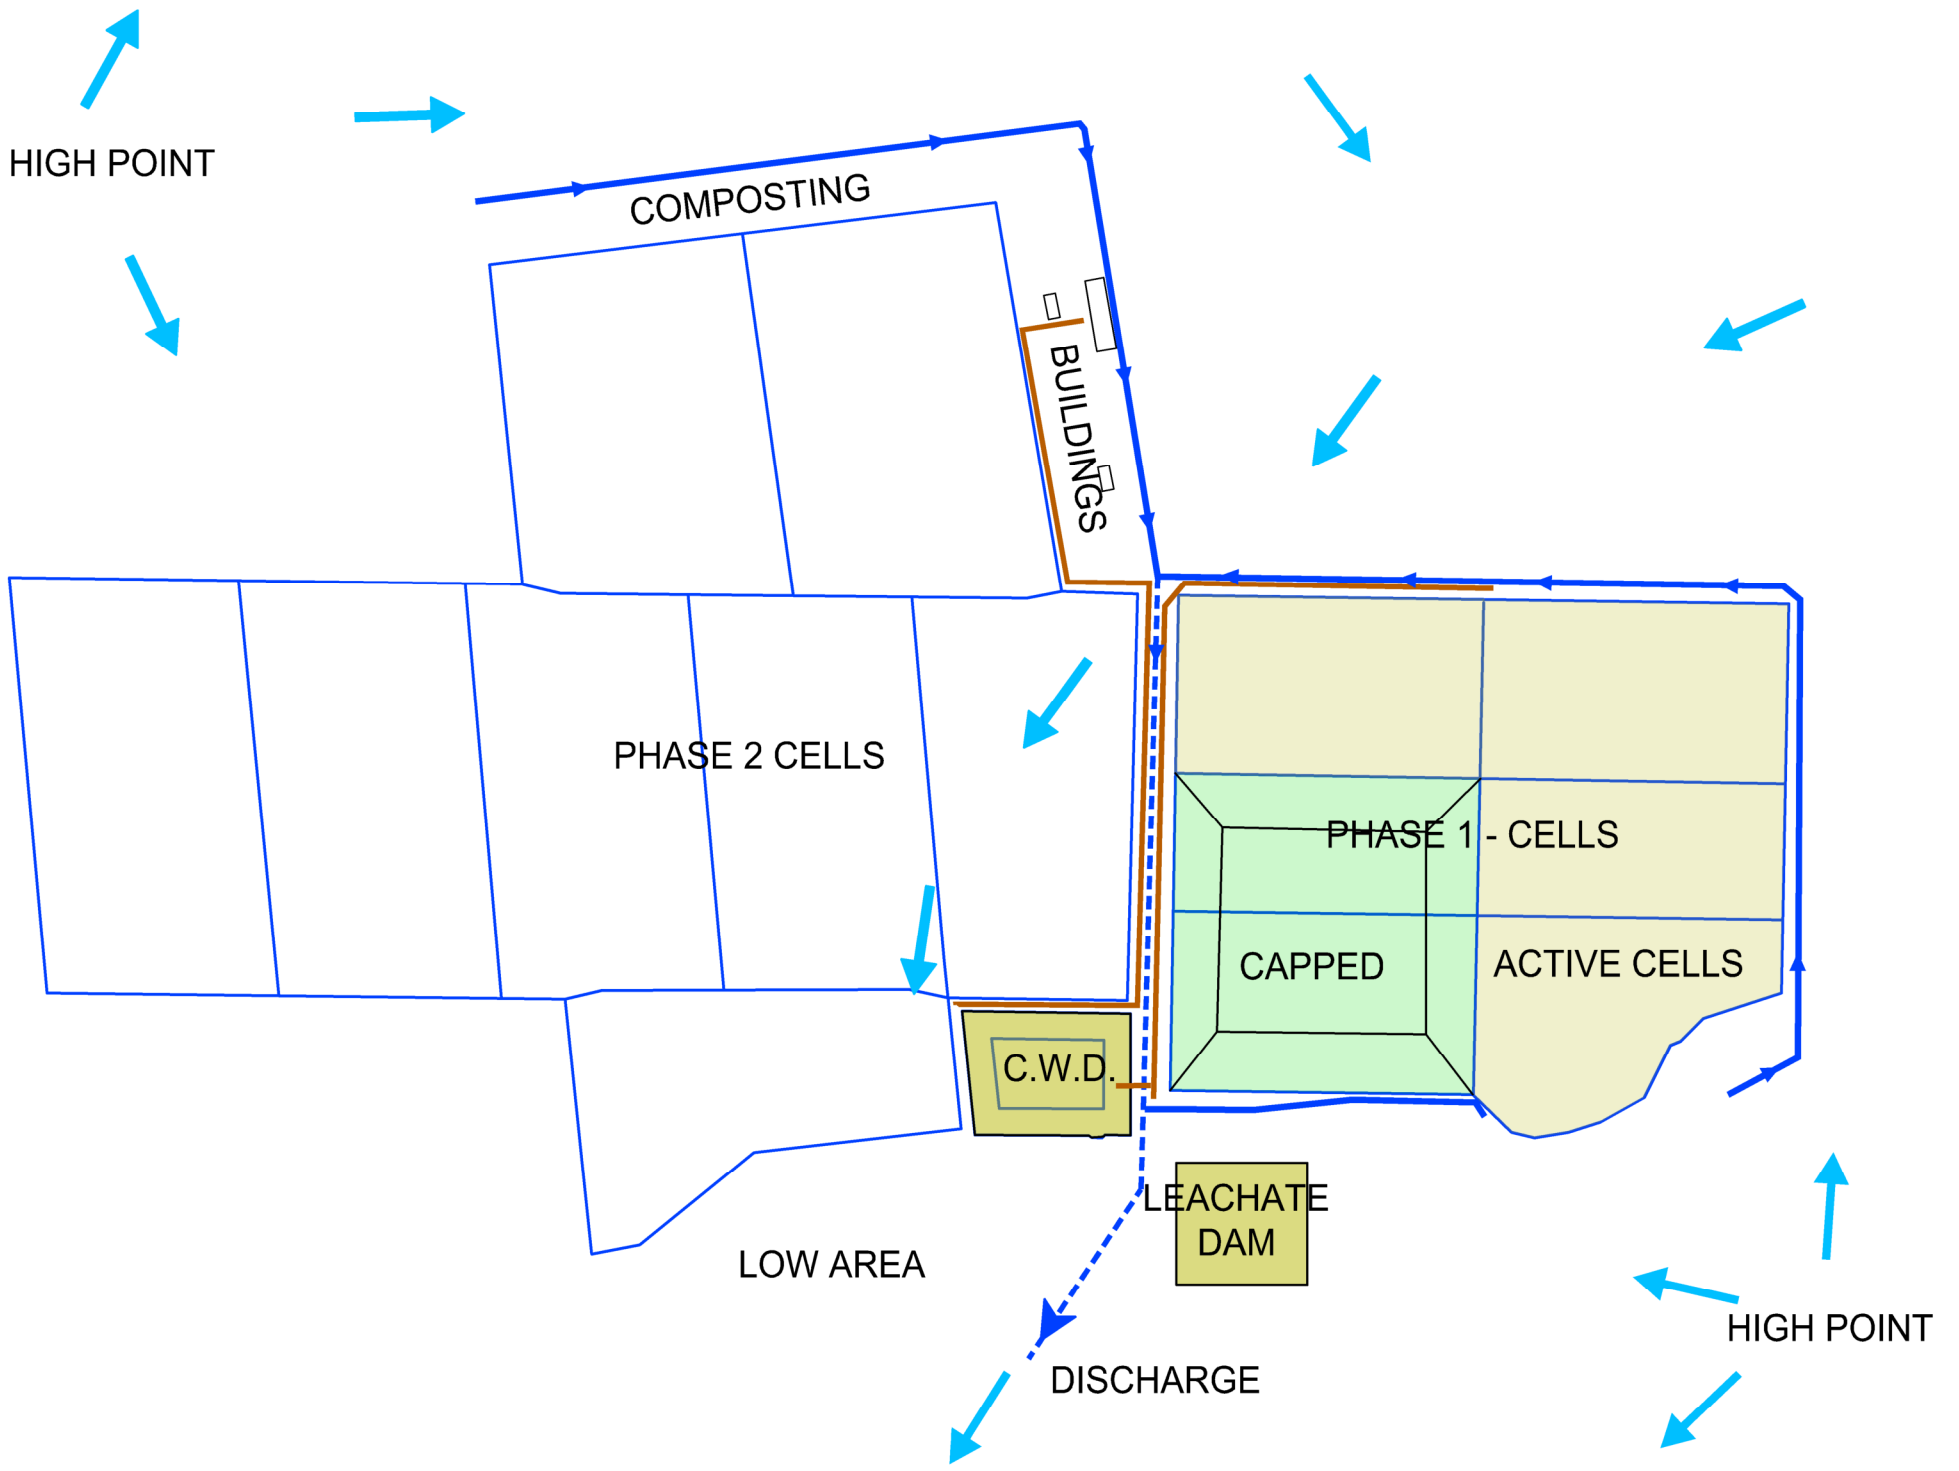 HIGH POINT
COMPOSTING
BUILDINGS
PHASE 2 CELLS
PHASE 1 - CELLS
CAPPED
ACTIVE CELLS
C.W.D.
LEACHATE
DAM
LOW AREA
HIGH POINT
DISCHARGE